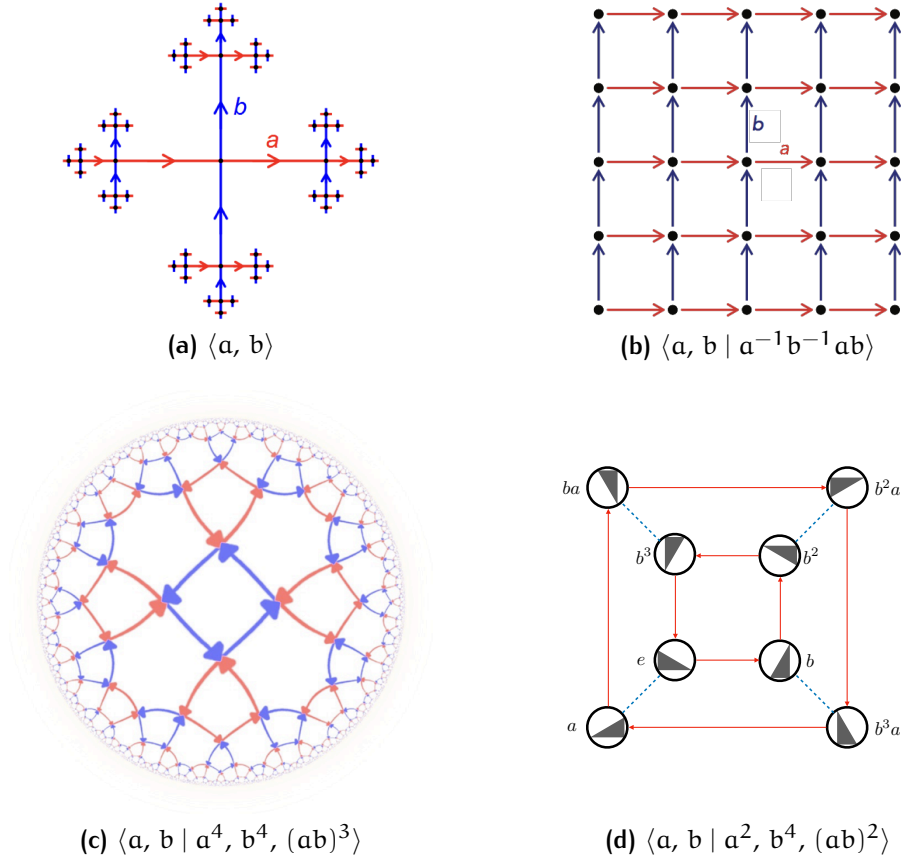 b
a
(a) ⟨a, b⟩
b
a
(b) ⟨a, b | a⁻¹b⁻¹ab⟩
(c) ⟨a, b | a⁴, b⁴, (ab)³⟩
ba
b²a
b³
b²
e
b
a
b³a
(d) ⟨a, b | a², b⁴, (ab)²⟩